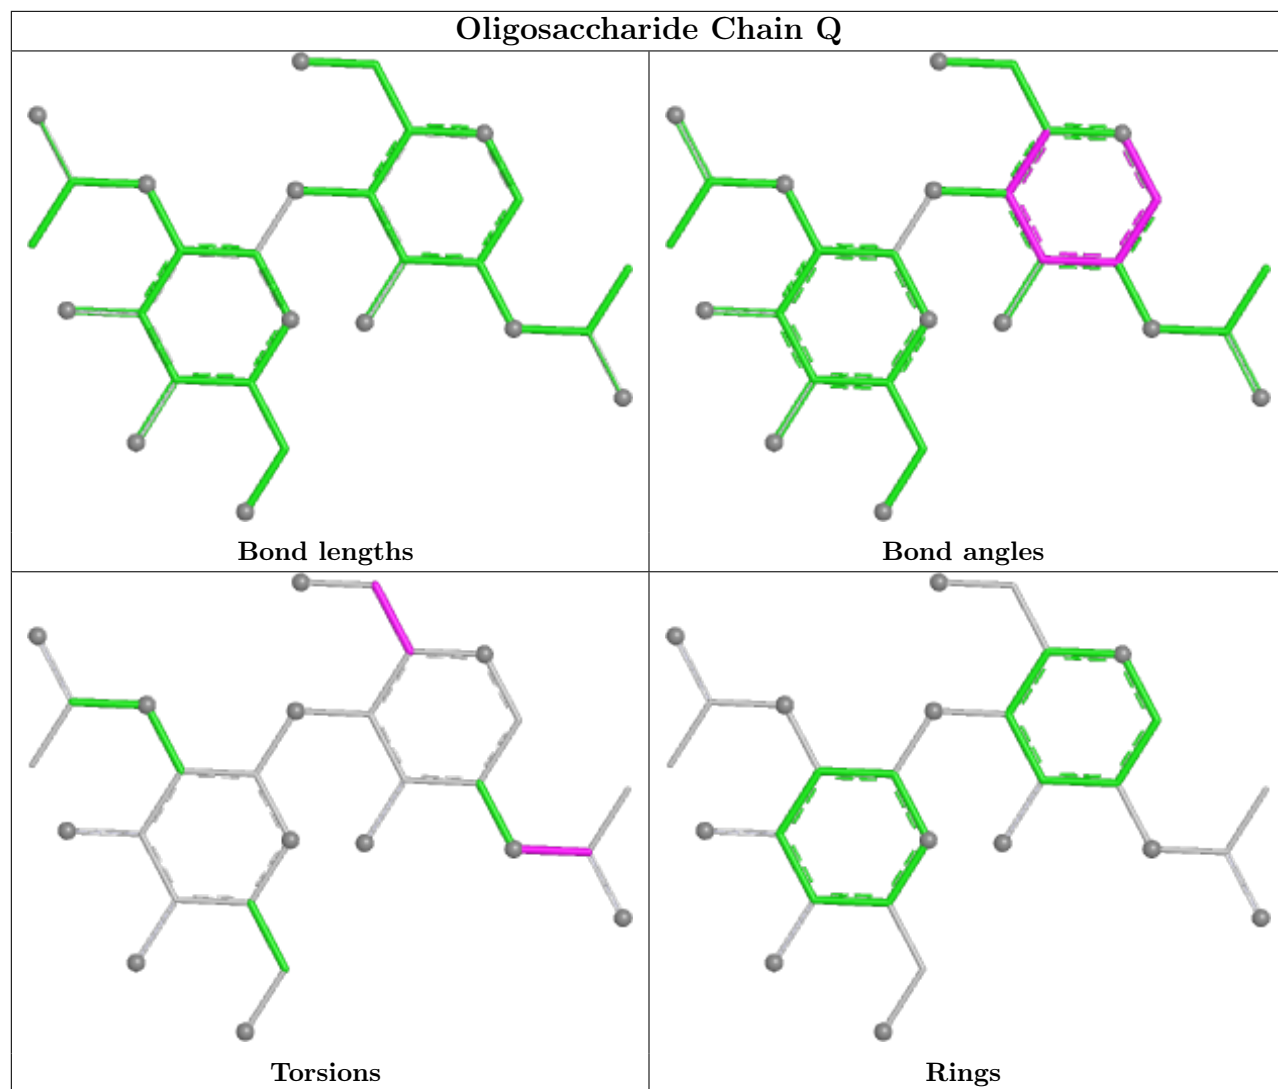 Oligosaccharide Chain Q
Bond lengths
Bond angles
Torsions
Rings